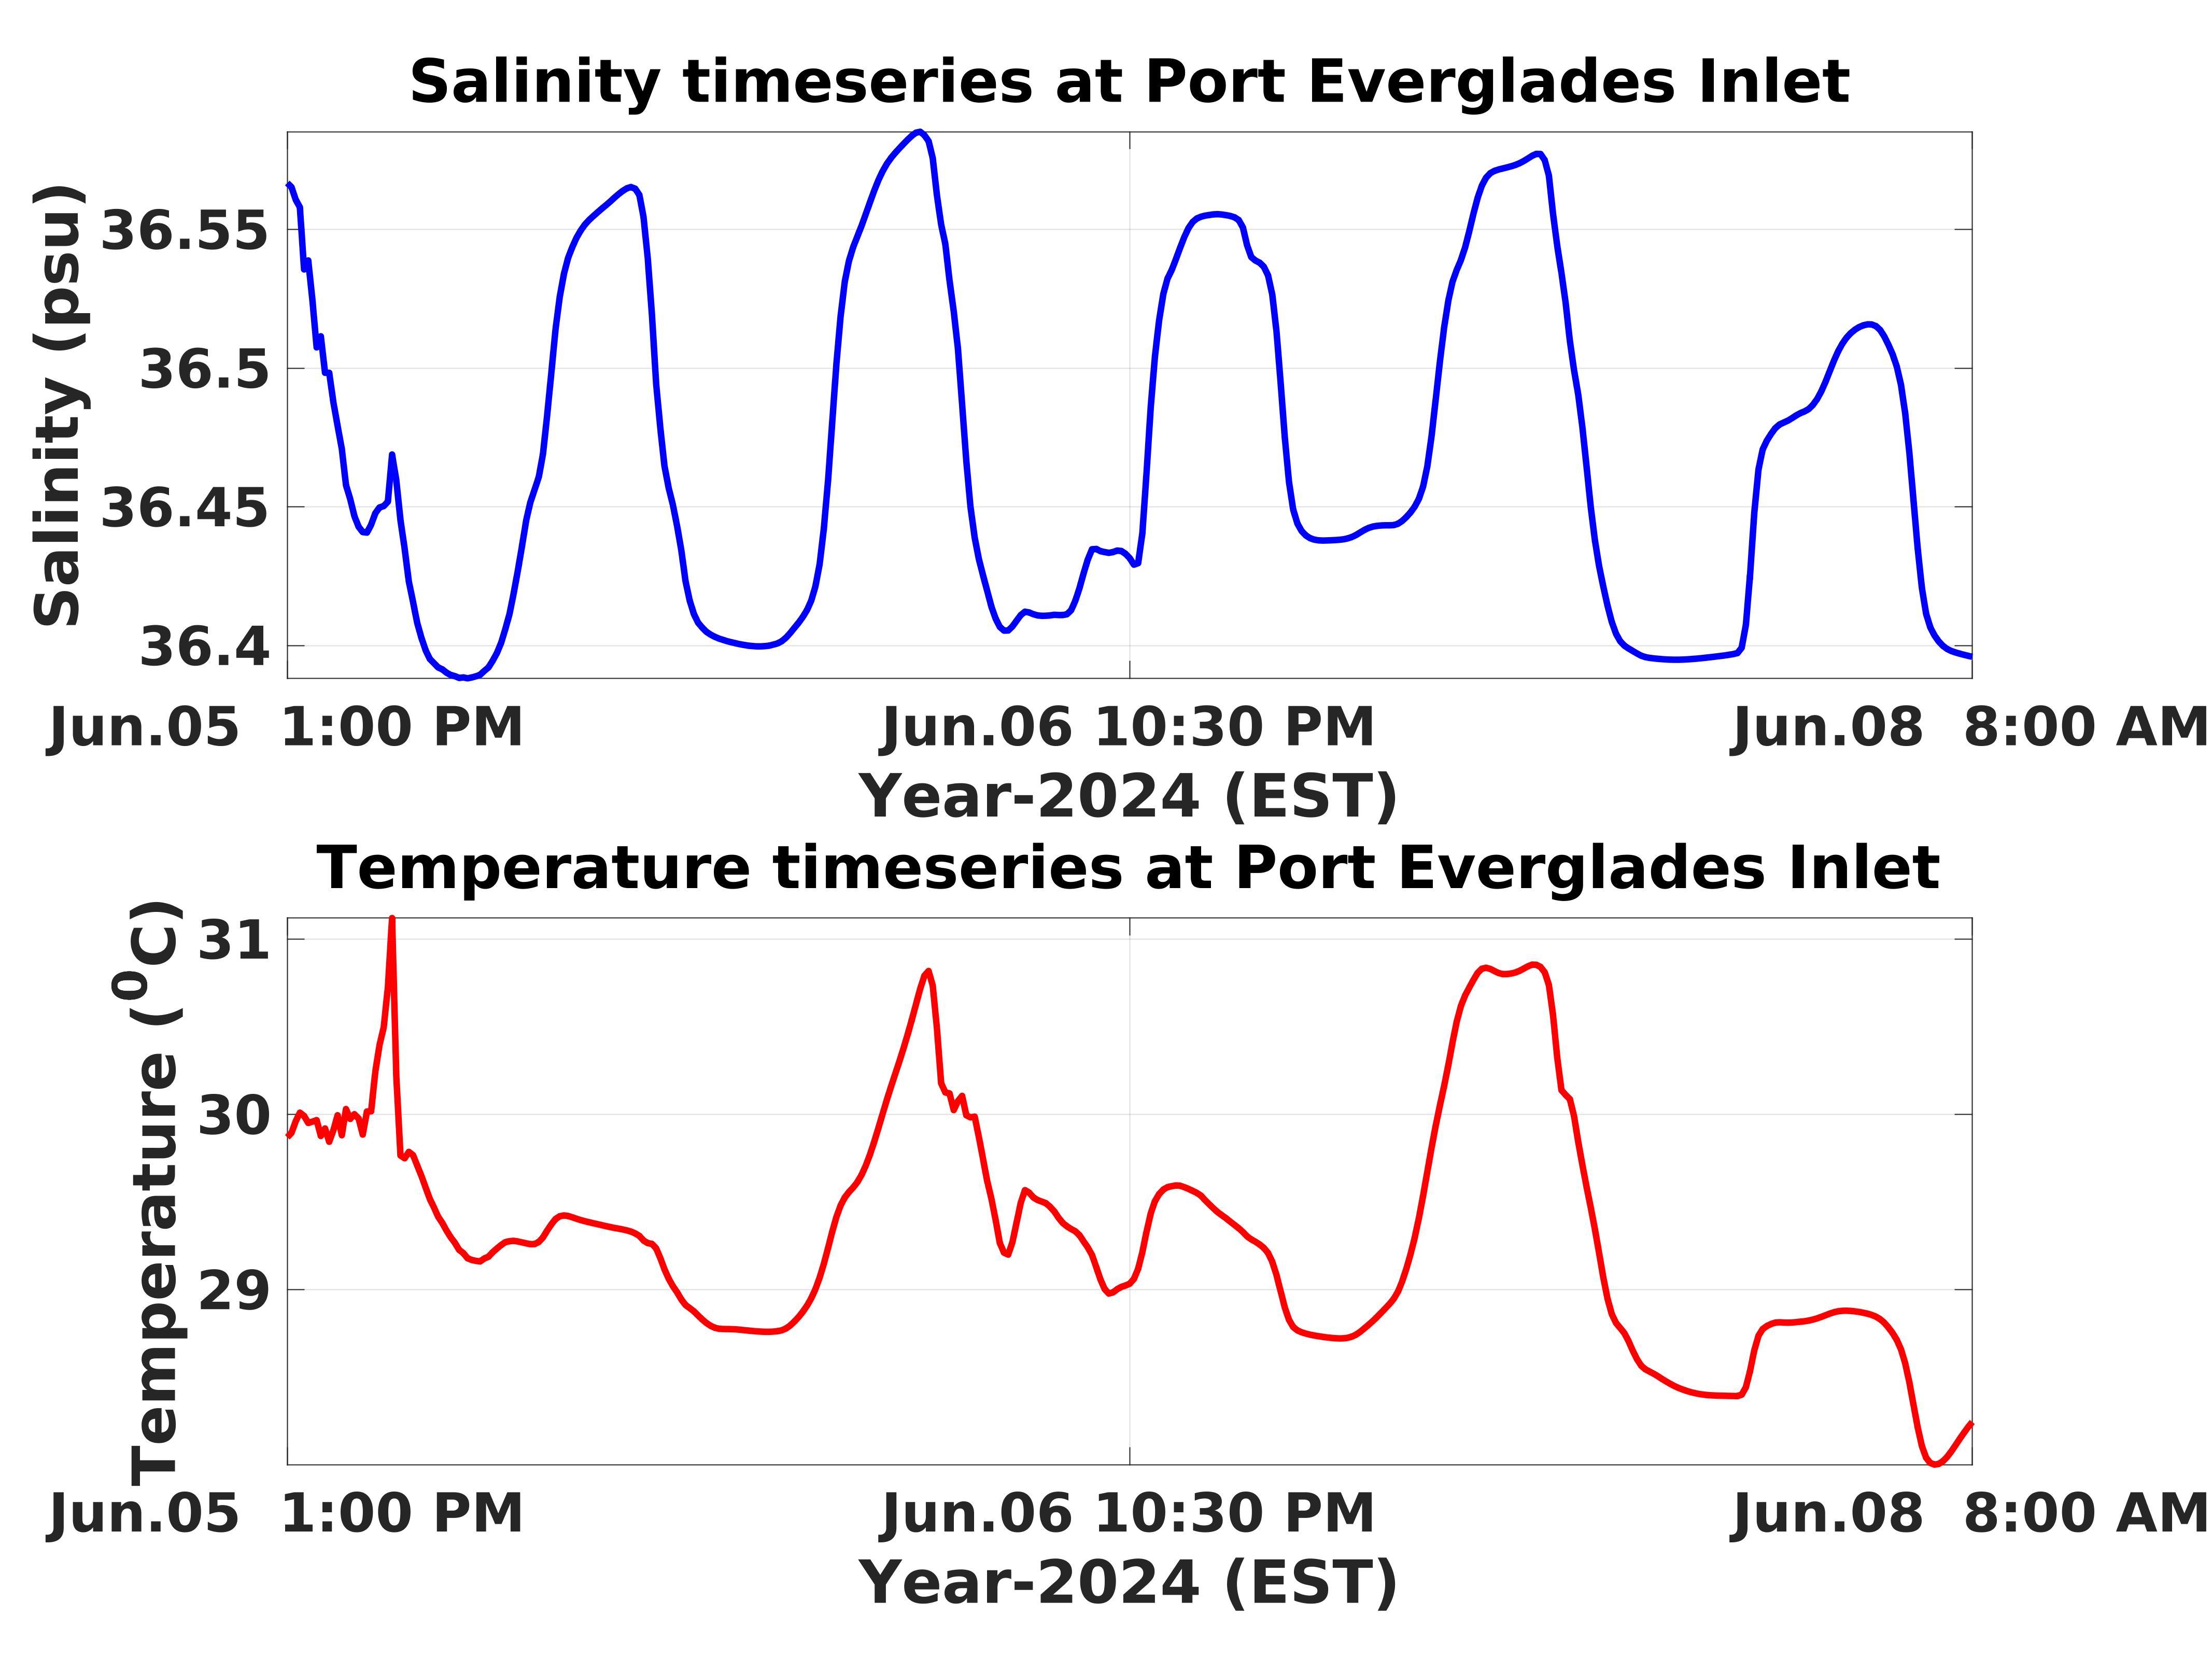 Salinity timeseries at Port Everglades Inlet
Salinity (psu)
36.55
36.5
36.45
36.4
Jun.05  1:00 PM
Jun.06 10:30 PM
Jun.08  8:00 AM
Year-2024 (EST)
Temperature timeseries at Port Everglades Inlet
Temperature (⁰C)
31
30
29
Jun.05  1:00 PM
Jun.06 10:30 PM
Jun.08  8:00 AM
Year-2024 (EST)